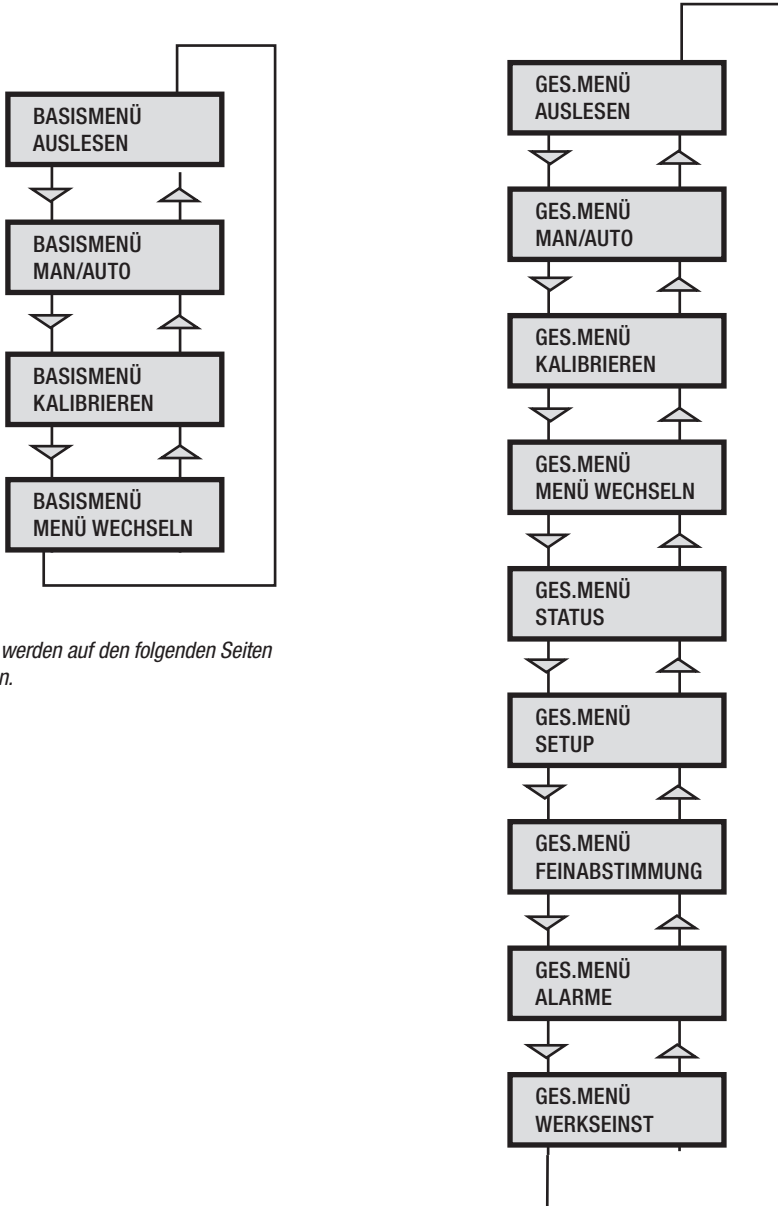 BASISMENÜ
AUSLESEN
BASISMENÜ
MAN/AUTO
BASISMENÜ
KALIBRIEREN
BASISMENÜ
MENÜ WECHSELN
werden auf den folgenden Seiten
n.
GES.MENÜ
AUSLESEN
GES.MENÜ
MAN/AUTO
GES.MENÜ
KALIBRIEREN
GES.MENÜ
MENÜ WECHSELN
GES.MENÜ
STATUS
GES.MENÜ
SETUP
GES.MENÜ
FEINABSTIMMUNG
GES.MENÜ
ALARME
GES.MENÜ
WERKSEINST